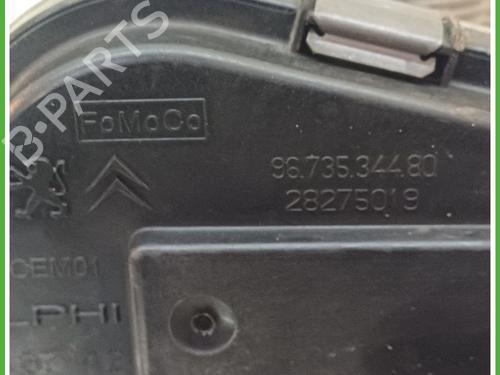 B-PARTS
FoMoCo
96.735.344.80
28275019
CEM01
LPHI